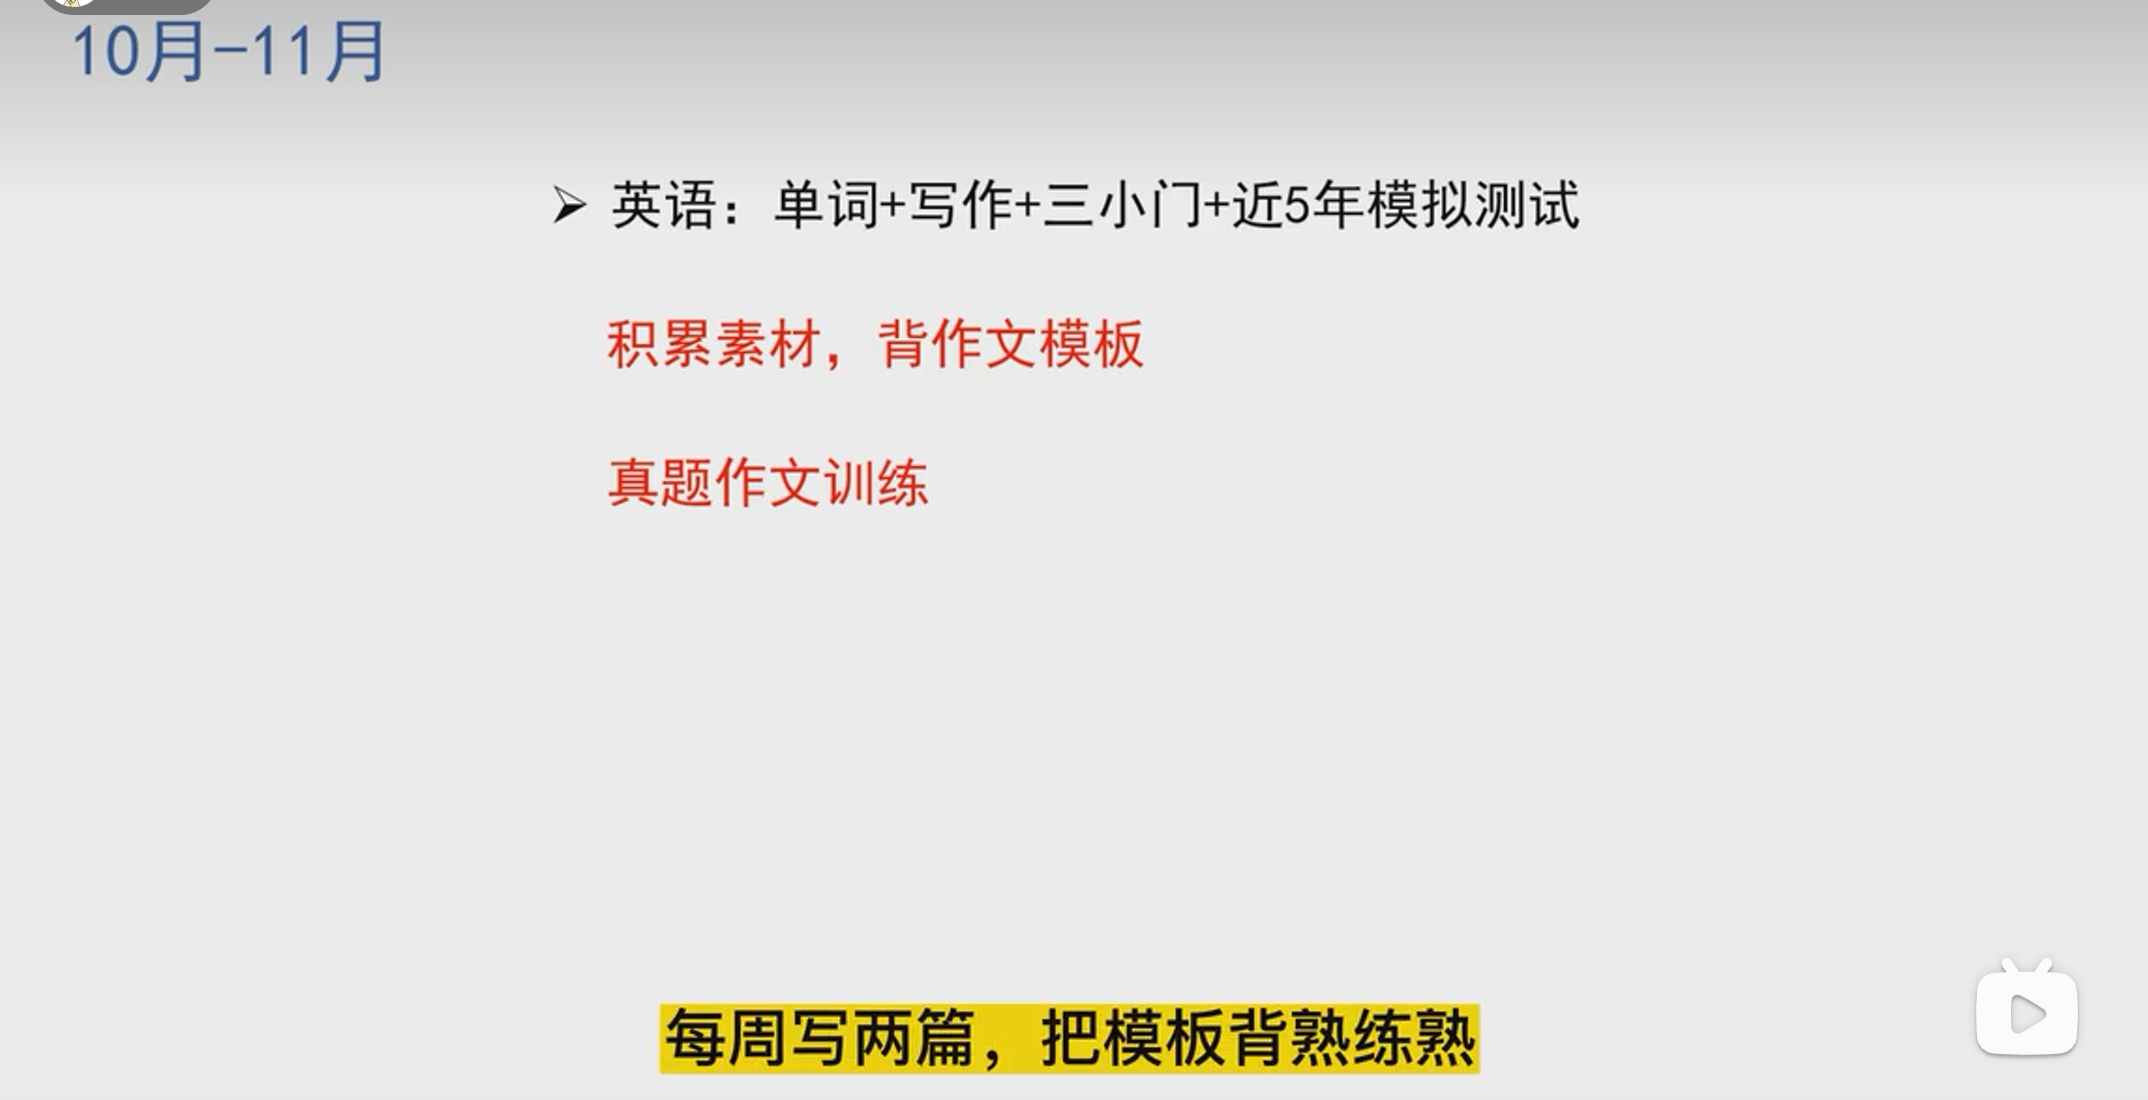 10月-11月
➢ 英语：单词+写作+三小门+近5年模拟测试
积累素材，背作文模板
真题作文训练
每周写两篇，把模板背熟练熟